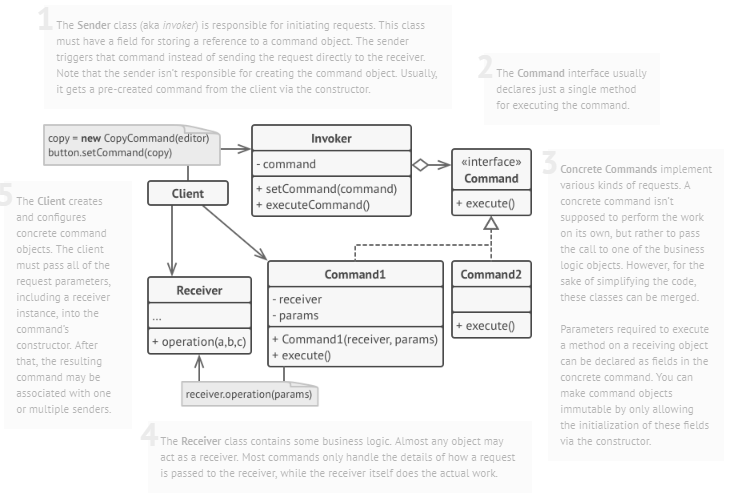 1
The Sender class (aka invoker) is responsible for initiating requests. This class
must have a field for storing a reference to a command object. The sender
triggers that command instead of sending the request directly to the receiver.
Note that the sender isn't responsible for creating the command object. Usually,
it gets a pre-created command from the client via the constructor.
2
The Command interface usually
declares just a single method
for executing the command.
copy = new CopyCommand(editor)
button.setCommand(copy)
Invoker
- command
+ setCommand(command)
+ executeCommand()
«interface»
Command
+ execute()
3
Concrete Commands implement
various kinds of requests. A
concrete command isn't
supposed to perform the work
on its own, but rather to pass
the call to one of the business
logic objects. However, for the
sake of simplifying the code,
these classes can be merged.
Parameters required to execute
a method on a receiving object
can be declared as fields in the
concrete command. You can
make command objects
immutable by only allowing
the initialization of these fields
via the constructor.
5
The Client creates
and configures
concrete command
objects. The client
must pass all of the
request parameters,
including a receiver
instance, into the
command's
constructor. After
that, the resulting
command may be
associated with one
or multiple senders.
Client
Receiver
...
+ operation(a,b,c)
Command1
- receiver
- params
+ Command1(receiver, params)
+ execute()
Command2
+ execute()
receiver.operation(params)
4
The Receiver class contains some business logic. Almost any object may
act as a receiver. Most commands only handle the details of how a request
is passed to the receiver, while the receiver itself does the actual work.